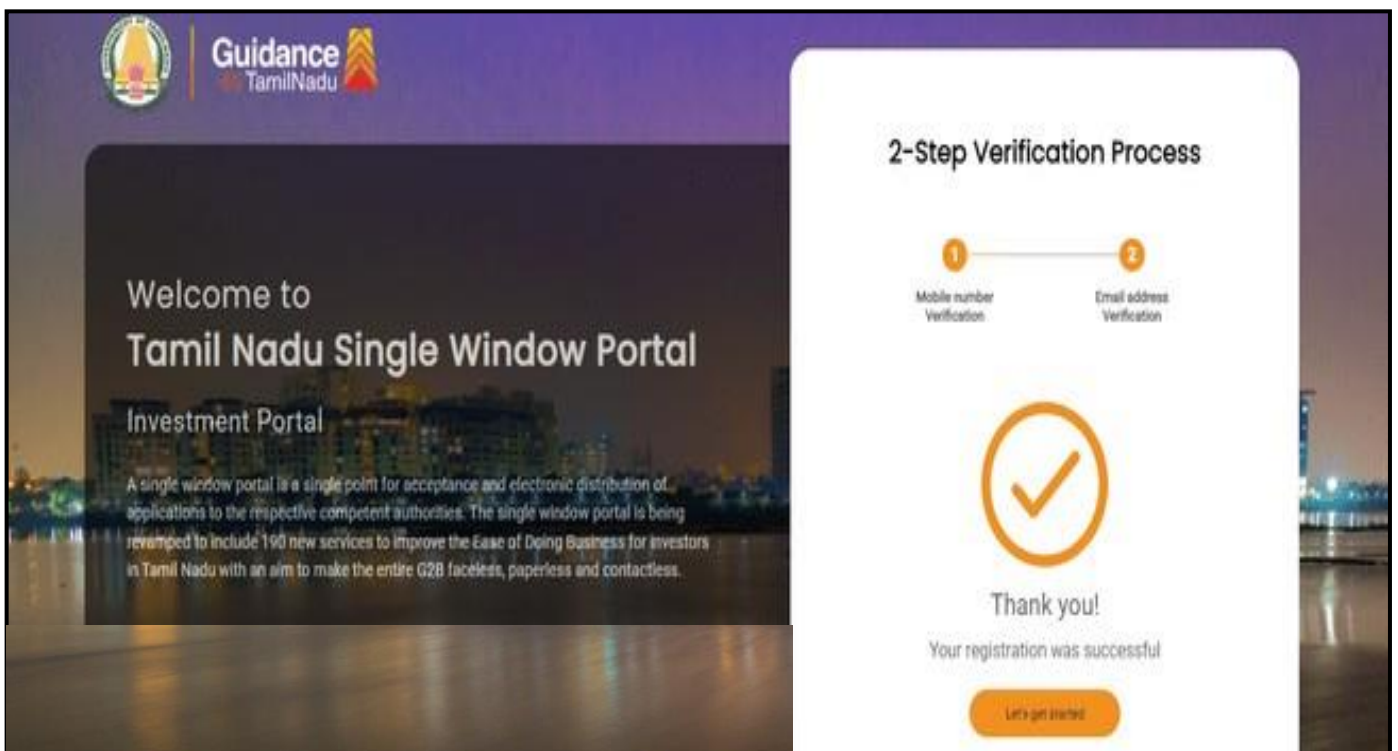 Guidance
TamilNadu
Welcome to
Tamil Nadu Single Window Portal
Investment Portal
A single window portal is a single point for acceptance and electronic distribution of
applications to the respective competent authorities. The single window portal is being
revamped to include 190 new services to improve the Ease of Doing Business for investors
in Tamil Nadu with an aim to make the entire G2B faceless, paperless and contactless.
2-Step Verification Process
1
2
Mobile number
Verification
Email address
Verification
Thank you!
Your registration was successful
Let's get started